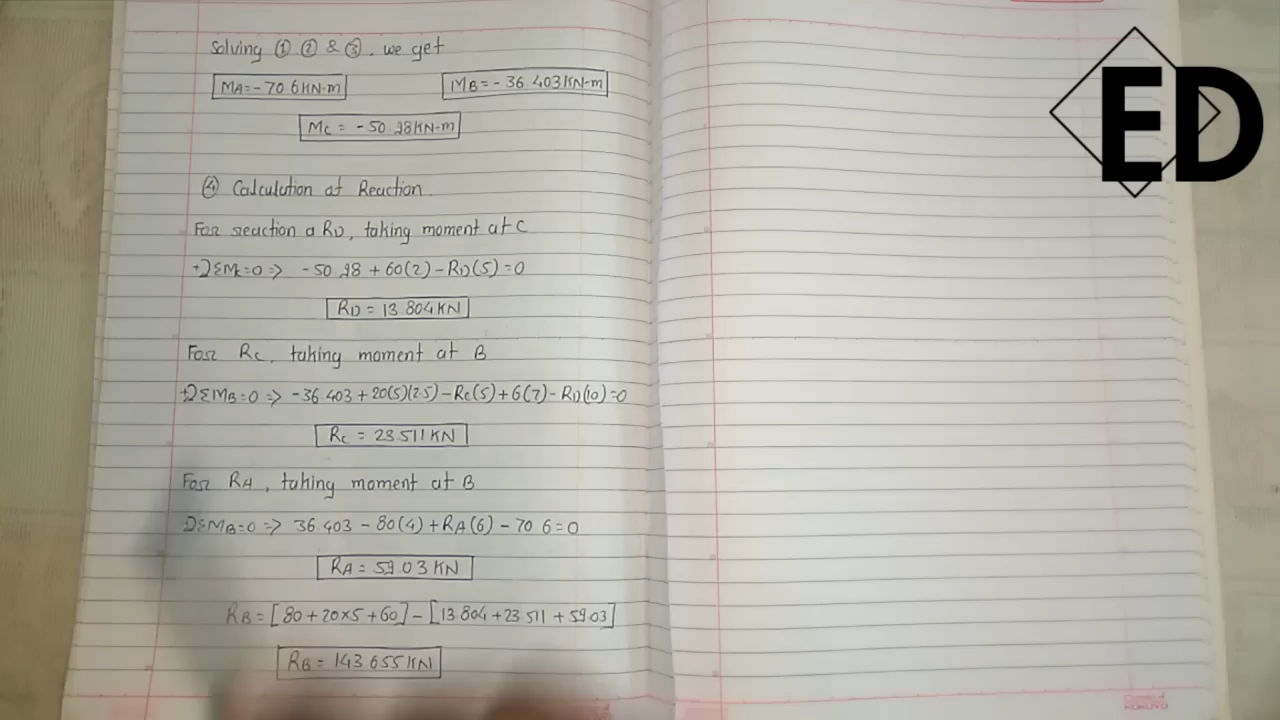 Solving ① ② & ③. we get
MA = -70.6 KN-m
MB = -36.403 KN-m
Mc = -50.98 KN-m
④ Calculation of Reaction.
For reaction a RD, taking moment at C
+↻ΣMc=0 => -50.98 + 60(2) - RD(5) = 0
RD = 13.804 KN
For Rc, taking moment at B
+↻ΣMB=0 => -36.403 + 20(5)(2.5) - Rc(5) + 6(7) - RD(10) = 0
Rc = 23.511 KN
For RA, taking moment at B
+↻ΣMB=0 => 36.403 - 80(4) + RA(6) - 70.6 = 0
RA = 59.03 KN
RB = [80 + 20×5 + 60] - [13.804 + 23.511 + 59.03]
RB = 143.655 KN
ED